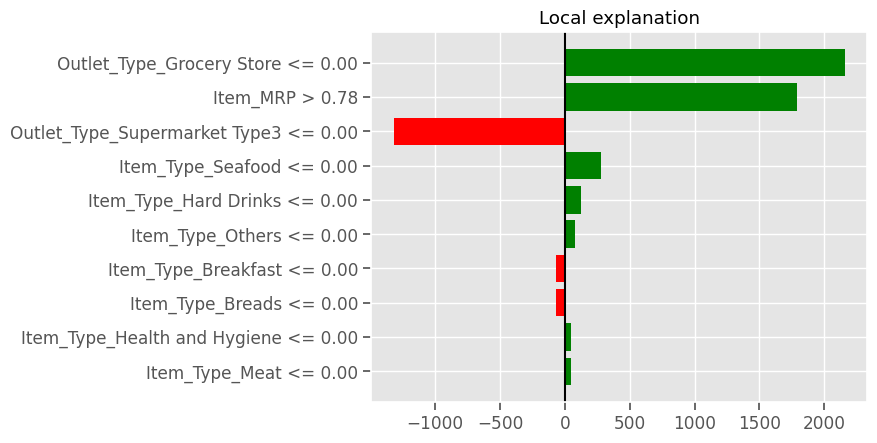 Local explanation
Outlet_Type_Grocery Store <= 0.00
Item_MRP > 0.78
Outlet_Type_Supermarket Type3 <= 0.00
Item_Type_Seafood <= 0.00
Item_Type_Hard Drinks <= 0.00
Item_Type_Others <= 0.00
Item_Type_Breakfast <= 0.00
Item_Type_Breads <= 0.00
Item_Type_Health and Hygiene <= 0.00
Item_Type_Meat <= 0.00
−1000 −500 0 500 1000 1500 2000